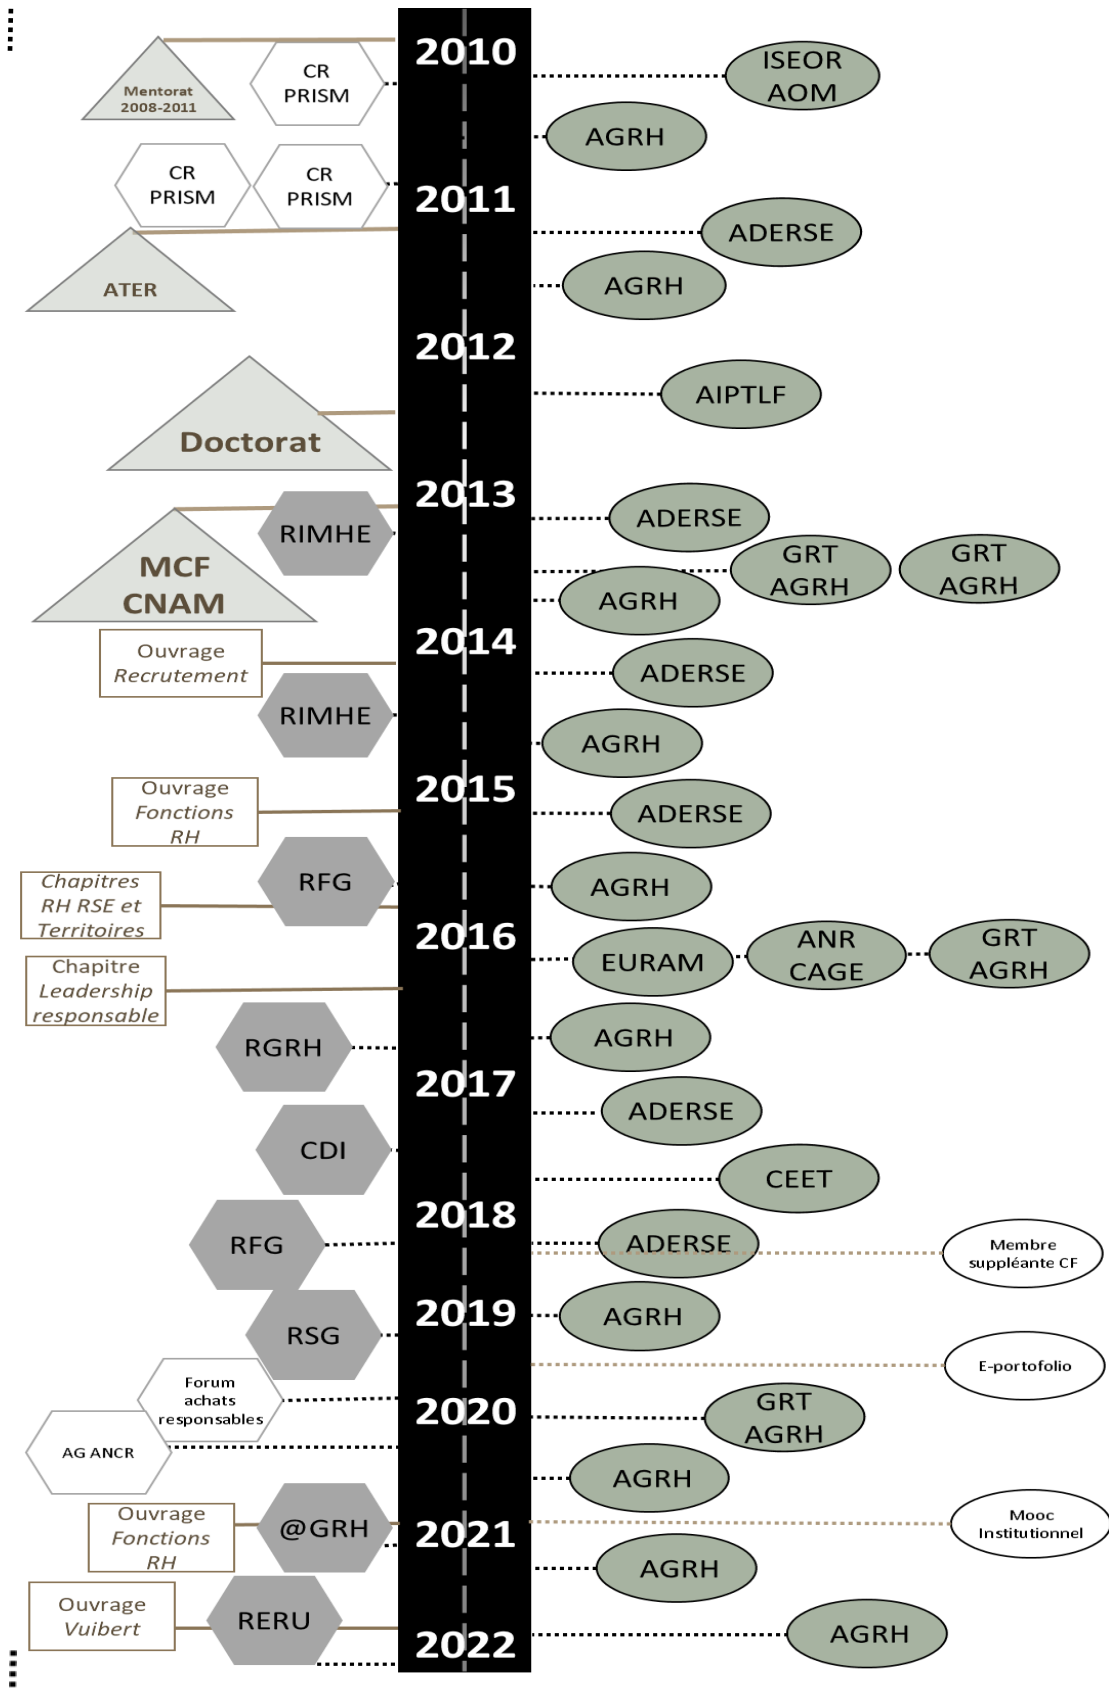 2010
Mentorat
2008-2011
CR
PRISM
ISEOR
AOM
AGRH
CR
PRISM
CR
PRISM
2011
ADERSE
ATER
AGRH
2012
AIPTLF
Doctorat
2013
RIMHE
ADERSE
MCF
CNAM
GRT
AGRH
GRT
AGRH
AGRH
2014
Ouvrage
Recrutement
ADERSE
RIMHE
AGRH
2015
Ouvrage
Fonctions
RH
ADERSE
RFG
AGRH
Chapitres
RH RSE et
Territoires
2016
EURAM
ANR
CAGE
GRT
AGRH
Chapitre
Leadership
responsable
RGRH
AGRH
2017
ADERSE
CDI
CEET
2018
RFG
ADERSE
Membre
suppléante CF
2019
RSG
AGRH
E-portofolio
Forum
achats
responsables
2020
GRT
AGRH
AG ANCR
AGRH
Ouvrage
Fonctions
RH
@GRH
2021
Mooc
Institutionnel
AGRH
Ouvrage
Vuibert
RERU
2022
AGRH